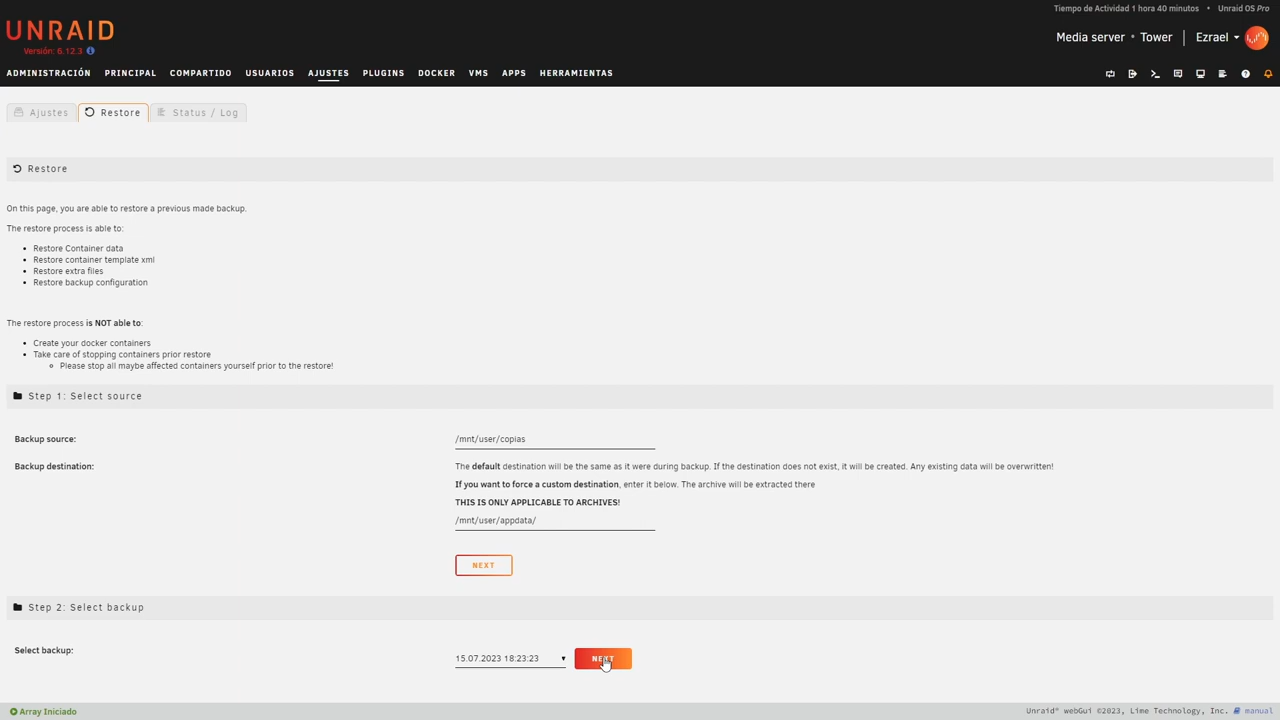 Tiempo de Actividad 1 hora 40 minutos • Unraid OS Pro
UNRAID
Versión: 6.12.3
Media server • Tower
Ezrael
ADMINISTRACIÓN PRINCIPAL COMPARTIDO USUARIOS AJUSTES PLUGINS DOCKER VMS APPS HERRAMIENTAS
Ajustes Restore Status / Log
Restore
On this page, you are able to restore a previous made backup.
The restore process is able to:
• Restore Container data
• Restore container template xml
• Restore extra files
• Restore backup configuration
The restore process is NOT able to:
• Create your docker containers
• Take care of stopping containers prior restore
Please stop all maybe affected containers yourself prior to the restore!
Step 1: Select source
Backup source: /mnt/user/copias
Backup destination: The default destination will be the same as it were during backup. If the destination does not exist, it will be created. Any existing data will be overwritten!
If you want to force a custom destination, enter it below. The archive will be extracted there
THIS IS ONLY APPLICABLE TO ARCHIVES!
/mnt/user/appdata/
NEXT
Step 2: Select backup
Select backup: 15.07.2023 18:23:23 NEXT
Array Iniciado
Unraid® webGui ©2023, Lime Technology, Inc. manual